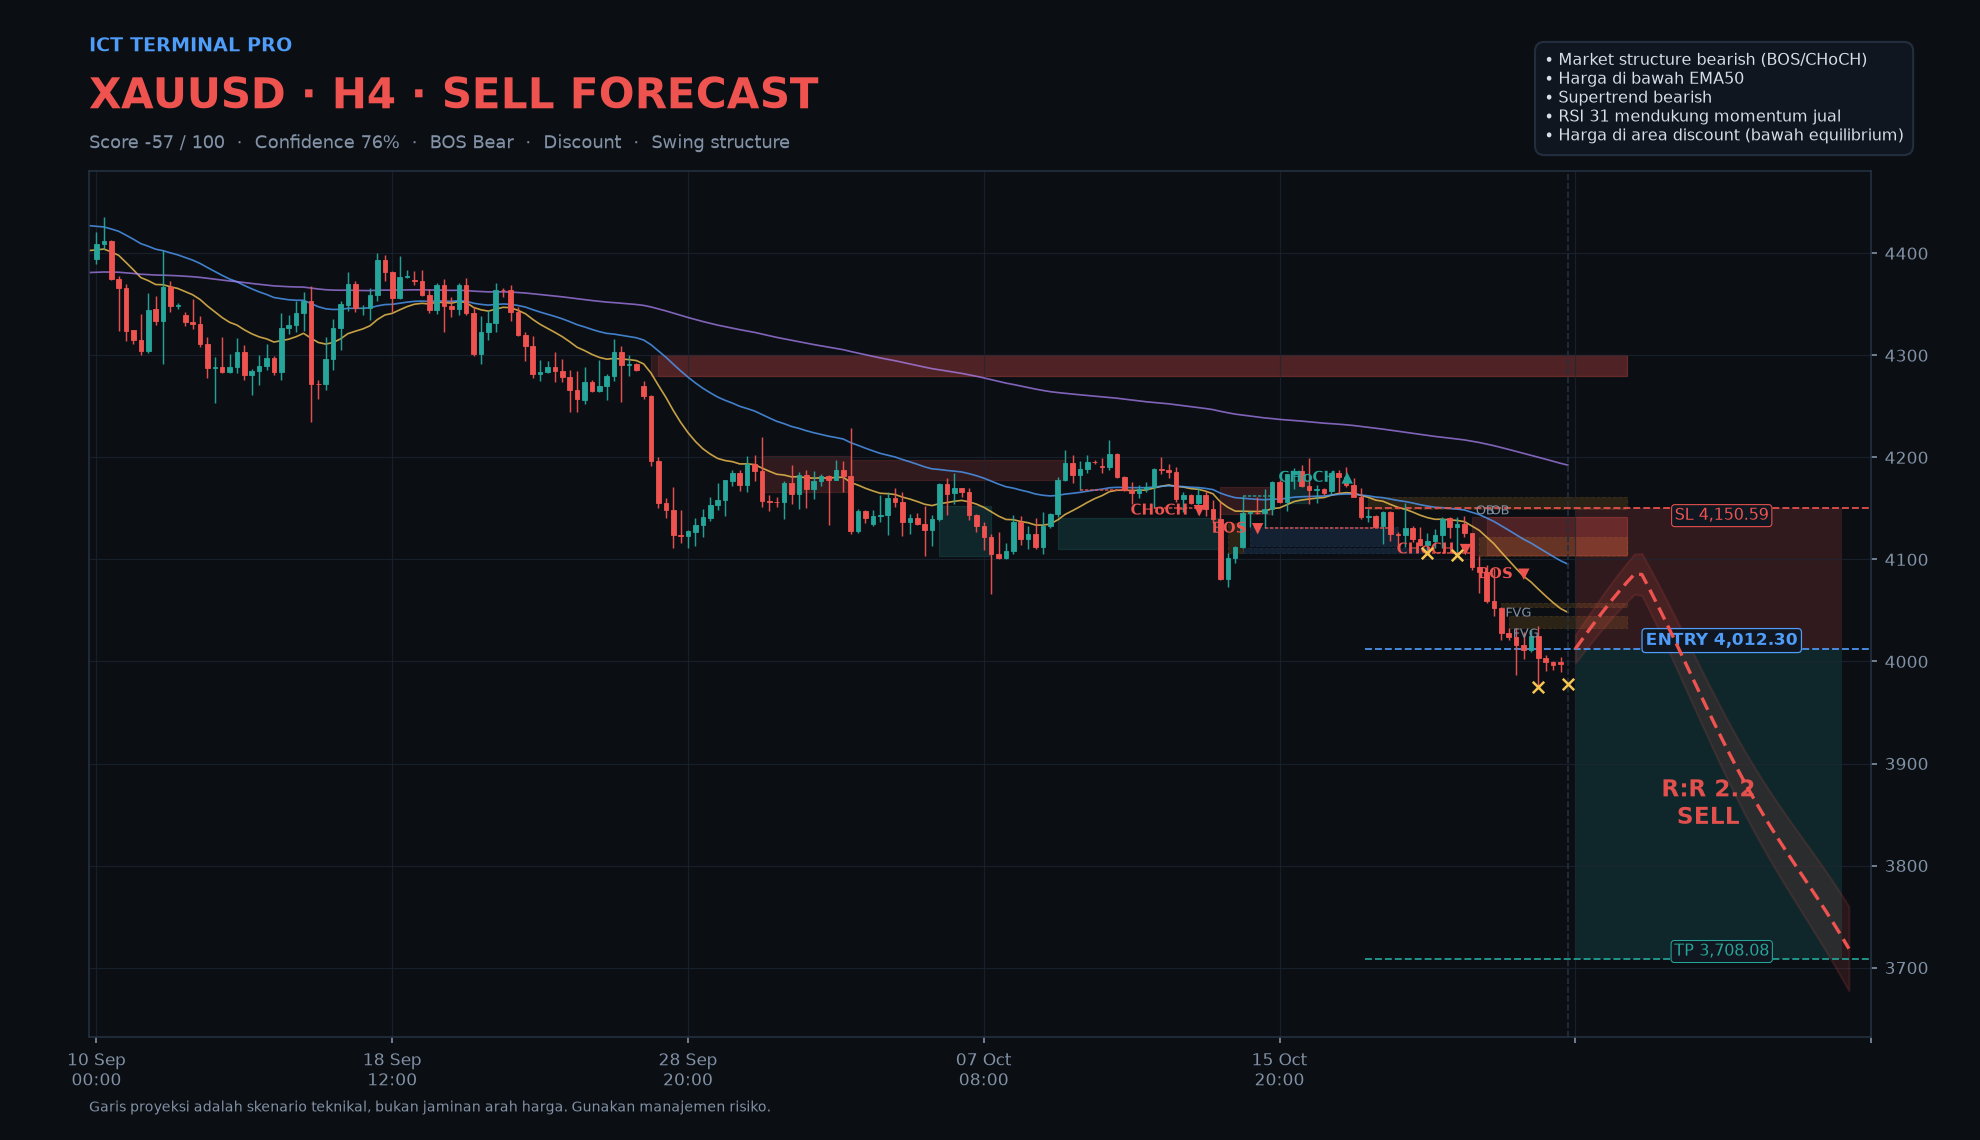 ICT TERMINAL PRO
XAUUSD · H4 · SELL FORECAST
Score -57 / 100 · Confidence 76% · BOS Bear · Discount · Swing structure
• Market structure bearish (BOS/CHoCH)
• Harga di bawah EMA50
• Supertrend bearish
• RSI 31 mendukung momentum jual
• Harga di area discount (bawah equilibrium)
4400
4300
4200
4100
4000
3900
3800
3700
CHoCH ▲
CHoCH ▼
BOS ▼
CHoCH ▼
BOS ▼
OB
OB
FVG
FVG
SL 4,150.59
ENTRY 4,012.30
R:R 2.2
SELL
TP 3,708.08
10 Sep
00:00
18 Sep
12:00
28 Sep
20:00
07 Oct
08:00
15 Oct
20:00
Garis proyeksi adalah skenario teknikal, bukan jaminan arah harga. Gunakan manajemen risiko.